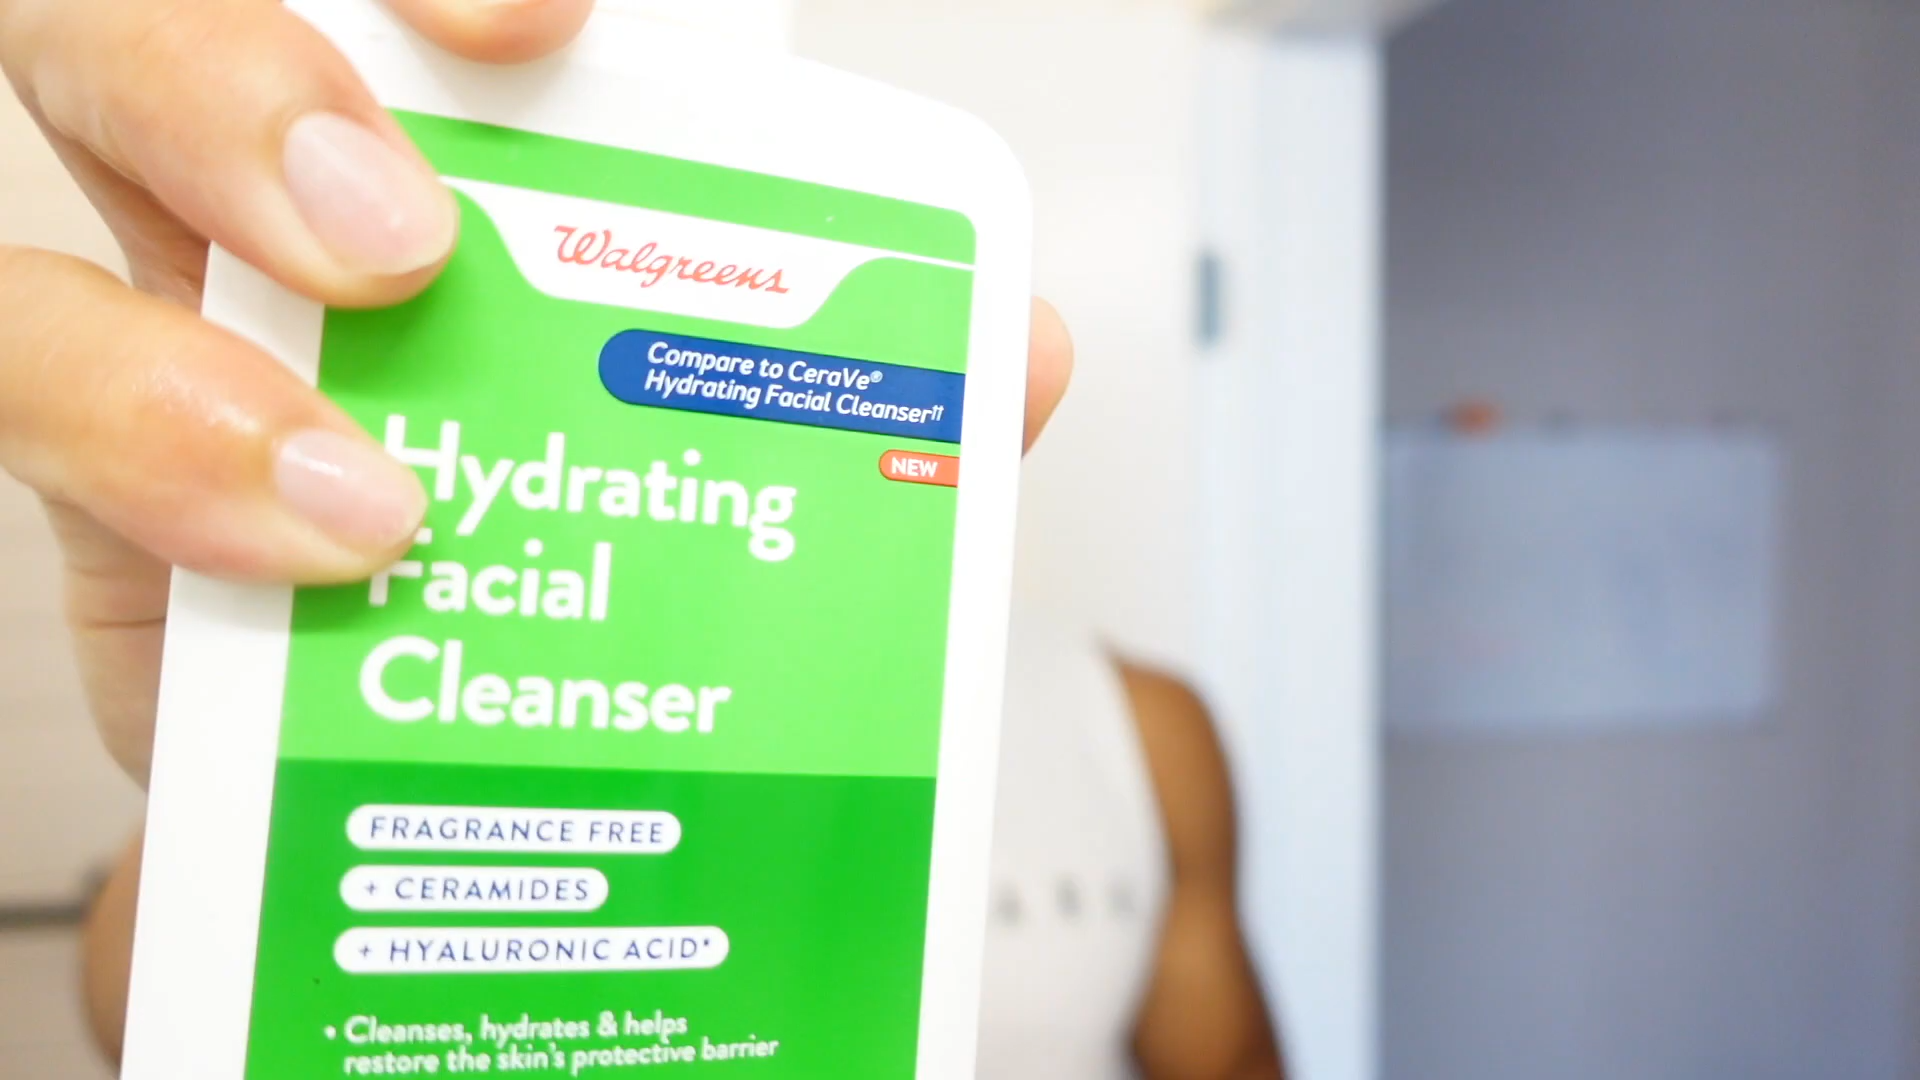 Walgreens
Compare to CeraVe®
Hydrating Facial Cleanser††
NEW
Hydrating
Facial
Cleanser
FRAGRANCE FREE
+ CERAMIDES
+ HYALURONIC ACID*
• Cleanses, hydrates & helps
restore the skin's protective barrier